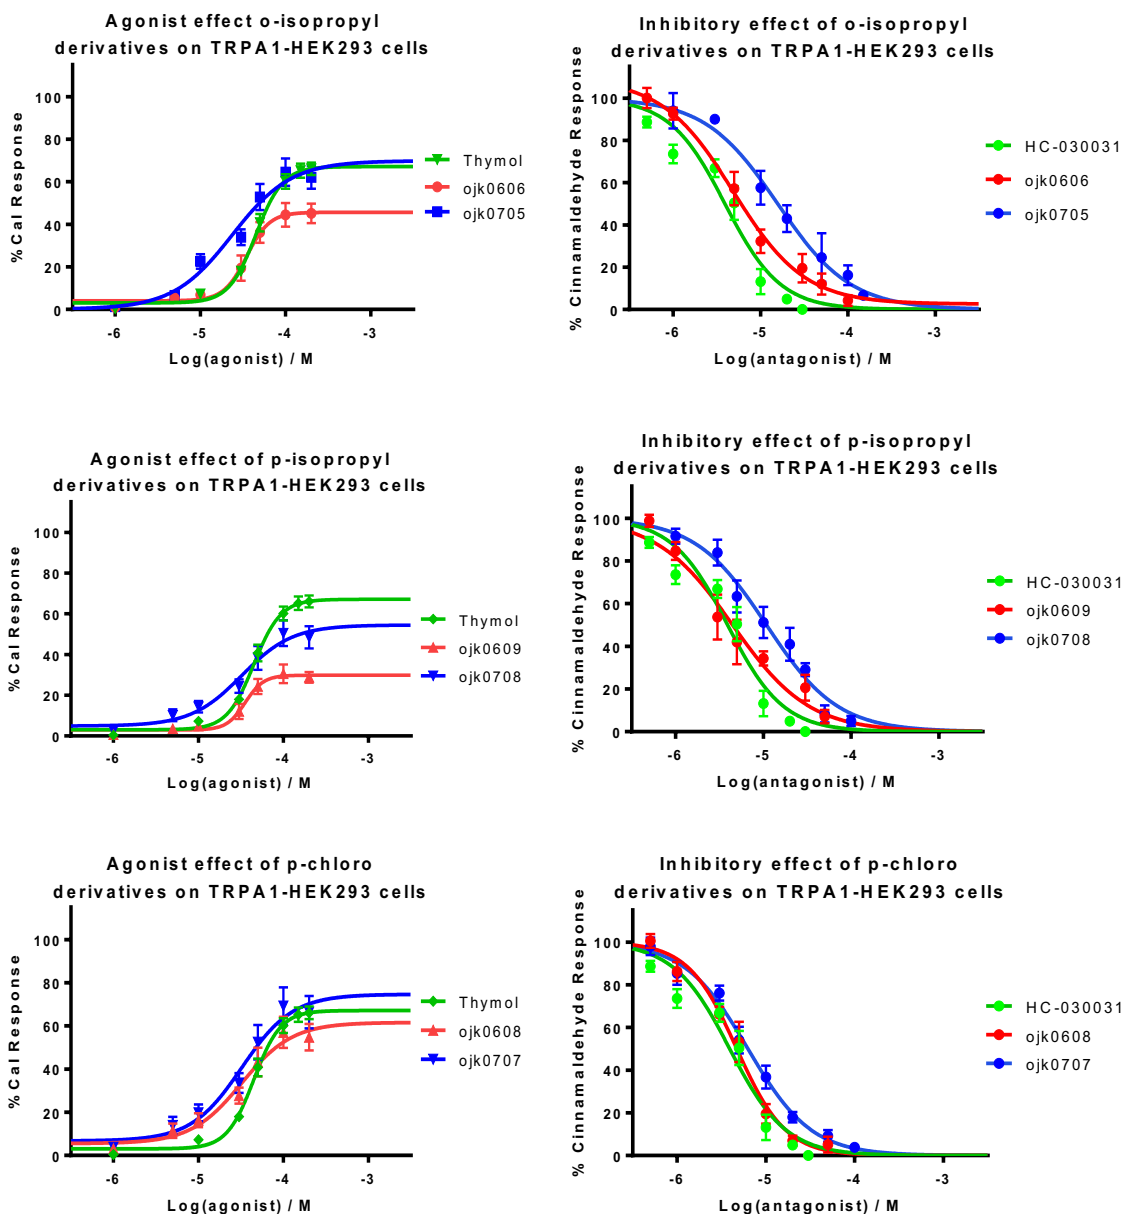 Agonist effect o-isopropyl
derivatives on TRPA1-HEK293 cells
%Cal Response
100
80
60
40
20
0
-6
-5
-4
-3
Log(agonist) / M
Thymol
ojk0606
ojk0705
Inhibitory effect of o-isopropyl
derivatives on TRPA1-HEK293 cells
% Cinnamaldehyde Response
100
80
60
40
20
0
-6
-5
-4
-3
Log(antagonist) / M
HC-030031
ojk0606
ojk0705
Agonist effect of p-isopropyl
derivatives on TRPA1-HEK293 cells
%Cal Response
100
80
60
40
20
0
-6
-5
-4
-3
Log(agonist) / M
Thymol
ojk0609
ojk0708
Inhibitory effect of p-isopropyl
derivatives on TRPA1-HEK293 cells
% Cinnamaldehyde Response
100
80
60
40
20
0
-6
-5
-4
-3
Log(antagonist) / M
HC-030031
ojk0609
ojk0708
Agonist effect of p-chloro
derivatives on TRPA1-HEK293 cells
%Cal Response
100
80
60
40
20
0
-6
-5
-4
-3
Log(agonist) / M
Thymol
ojk0608
ojk0707
Inhibitory effect of p-chloro
derivatives on TRPA1-HEK293 cells
% Cinnamaldehyde Response
100
80
60
40
20
0
-6
-5
-4
-3
Log(antagonist) / M
HC-030031
ojk0608
ojk0707